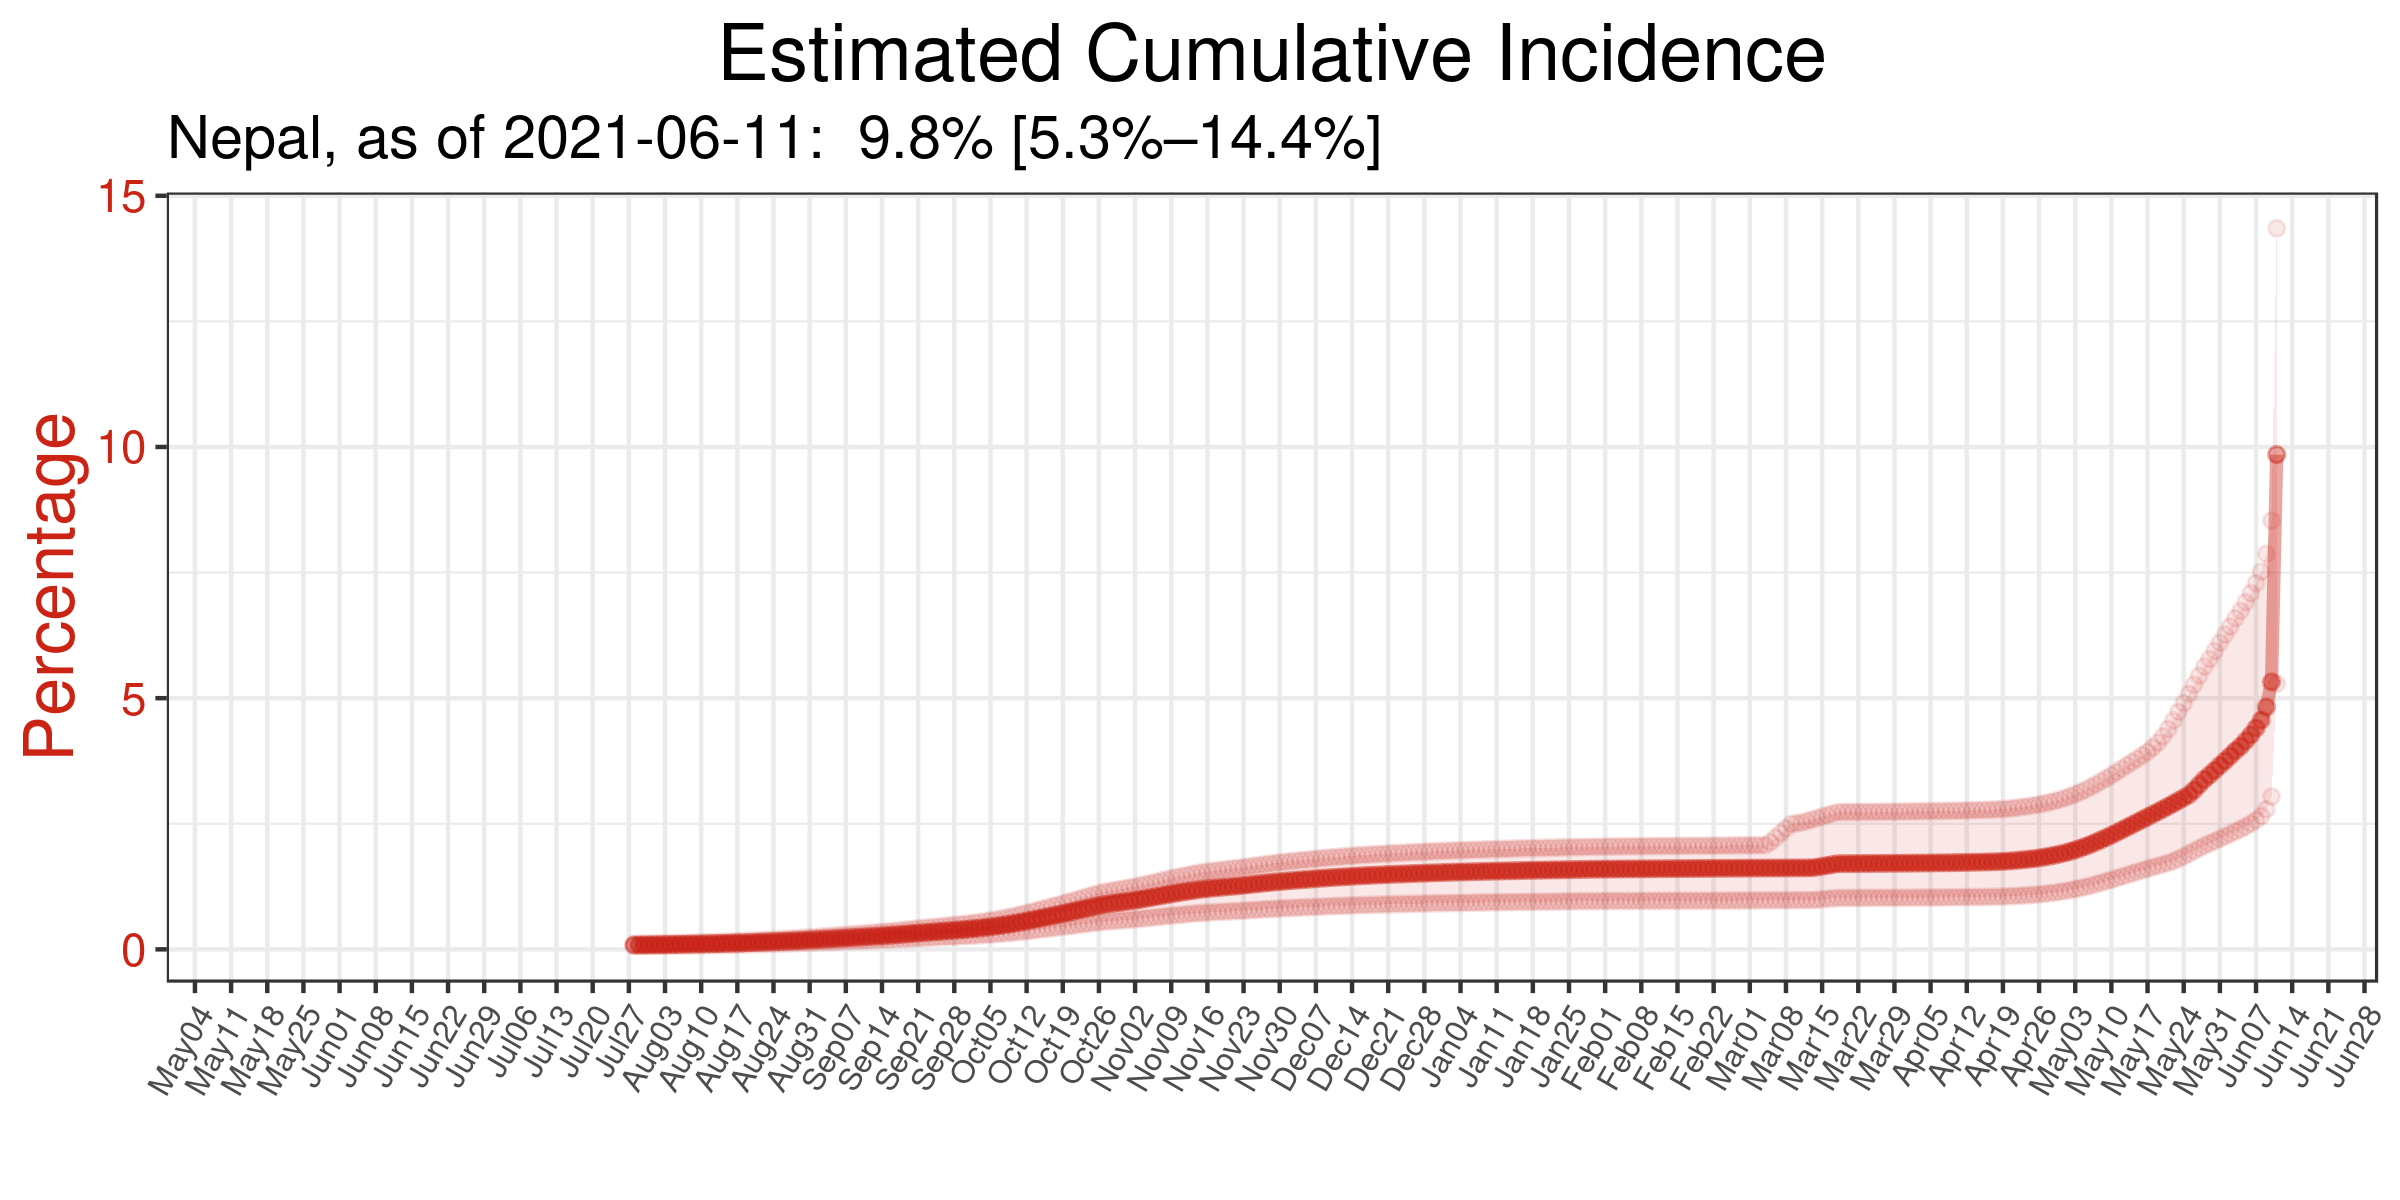 Estimated Cumulative Incidence
Nepal, as of 2021-06-11:  9.8% [5.3%–14.4%]
Percentage
15
10
5
0
May04
May11
May18
May25
Jun01
Jun08
Jun15
Jun22
Jun29
Jul06
Jul13
Jul20
Jul27
Aug03
Aug10
Aug17
Aug24
Aug31
Sep07
Sep14
Sep21
Sep28
Oct05
Oct12
Oct19
Oct26
Nov02
Nov09
Nov16
Nov23
Nov30
Dec07
Dec14
Dec21
Dec28
Jan04
Jan11
Jan18
Jan25
Feb01
Feb08
Feb15
Feb22
Mar01
Mar08
Mar15
Mar22
Mar29
Apr05
Apr12
Apr19
Apr26
May03
May10
May17
May24
May31
Jun07
Jun14
Jun21
Jun28